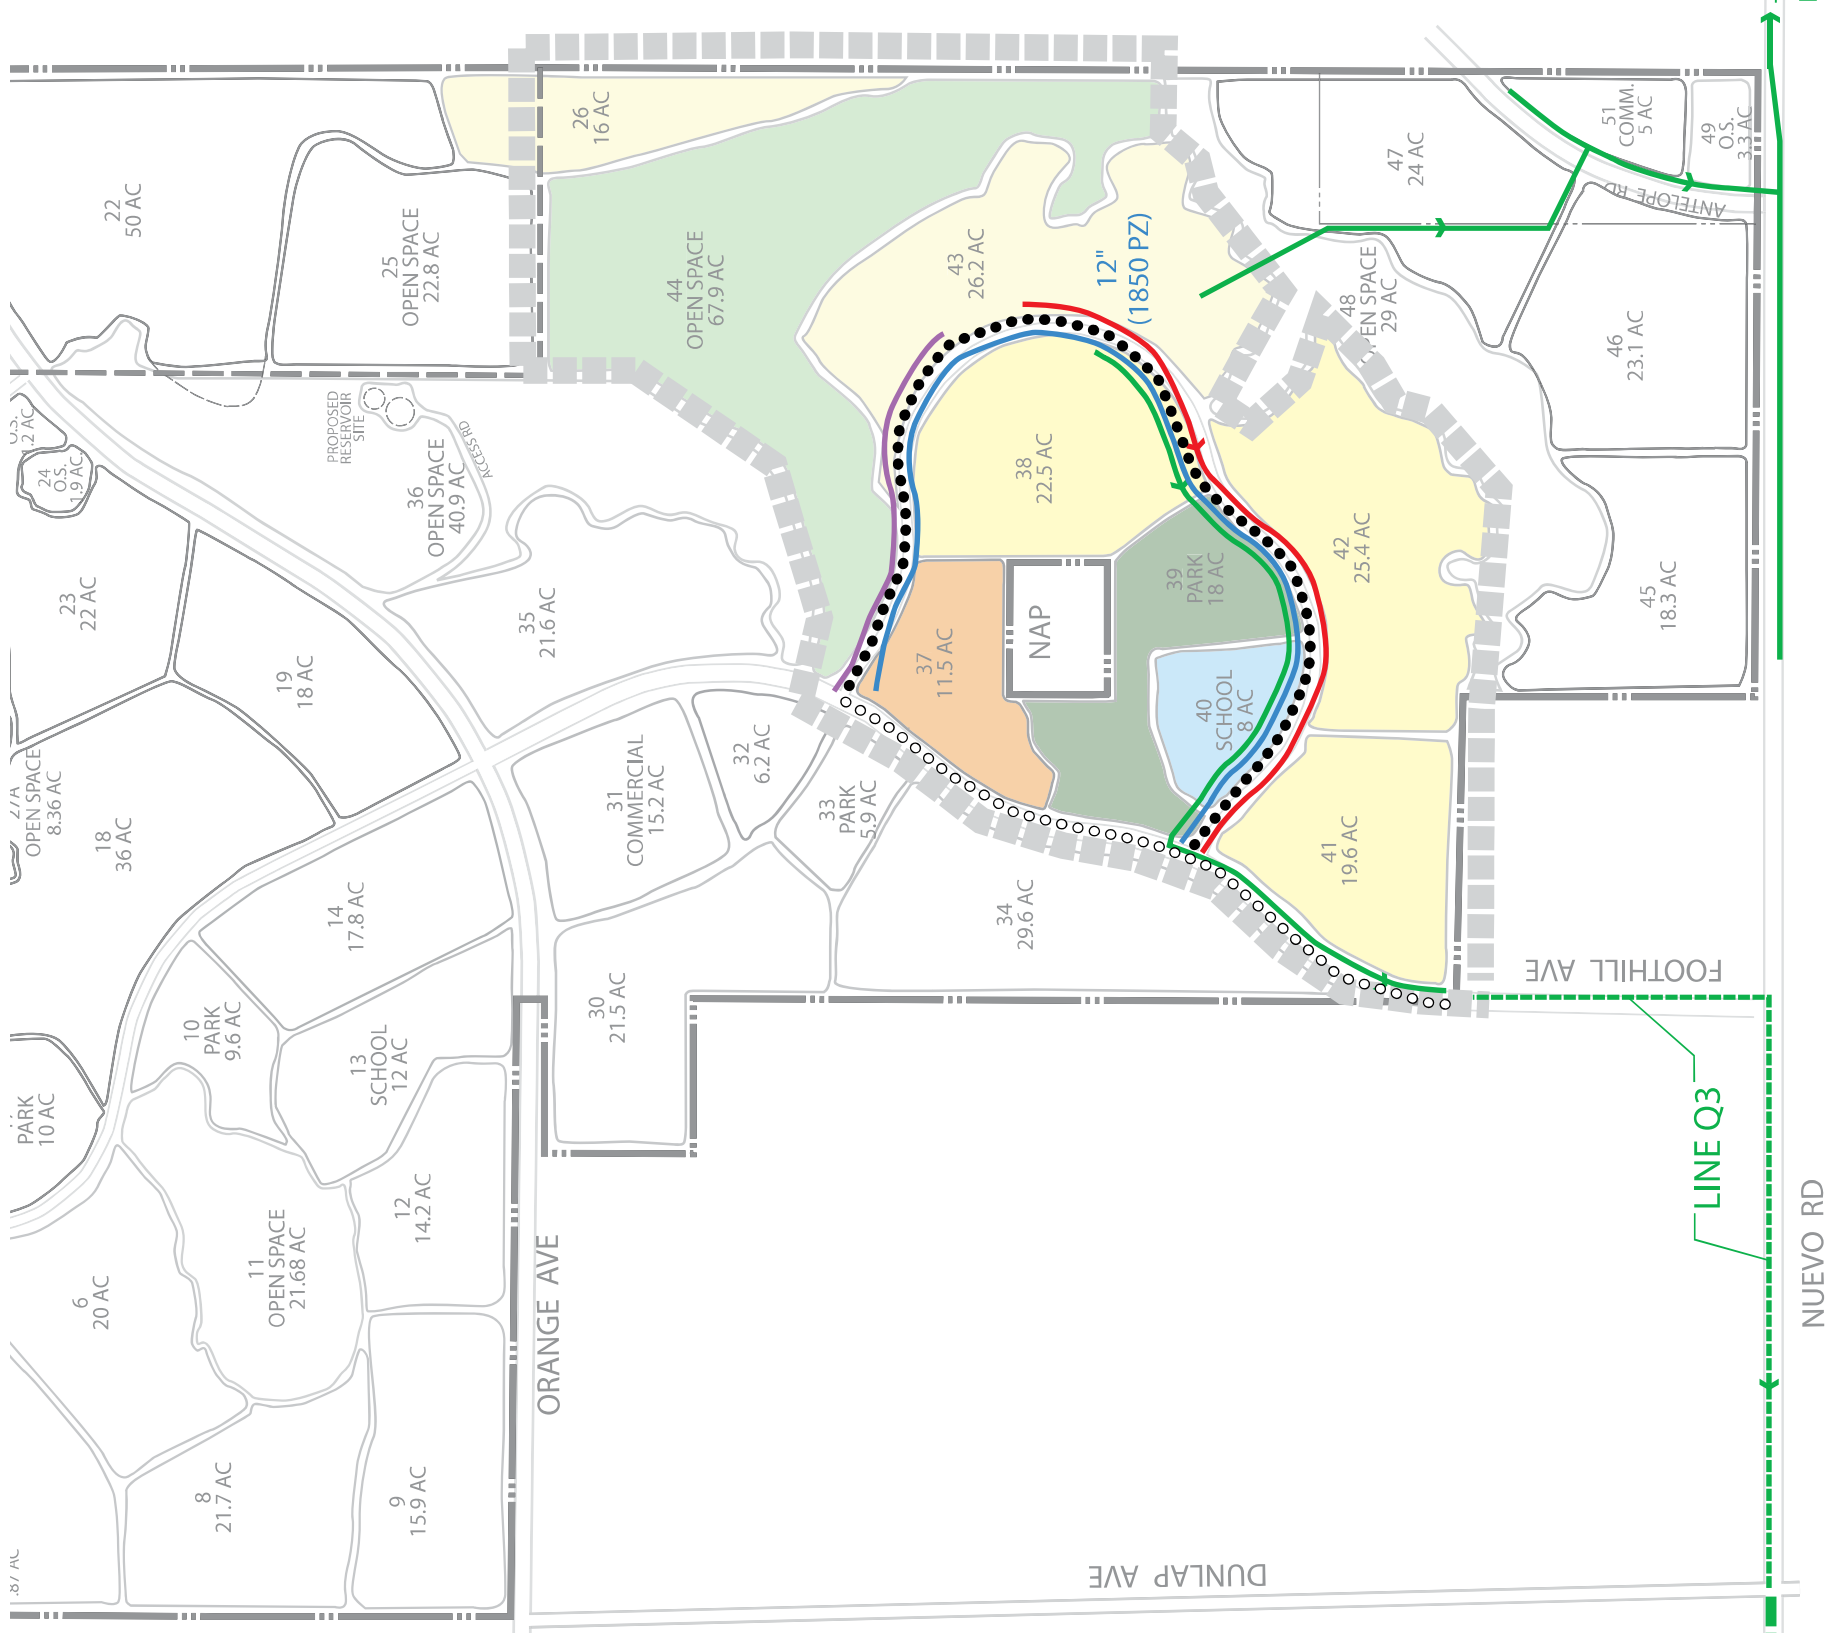 22
50 AC
25
OPEN SPACE
22.8 AC
26
16 AC
44
OPEN SPACE
67.9 AC
43
26.2 AC
12"
(1850 PZ)
47
24 AC
51
COMM.
5 AC
49
O.S.
3.3 AC
ANTELOPE RD
48
OPEN SPACE
29 AC
46
23.1 AC
45
18.3 AC
PROPOSED
RESERVOIR
SITE
ACCESS RD
36
OPEN SPACE
40.9 AC
O.S.
.2 AC
24
O.S.
1.9 AC
23
22 AC
19
18 AC
35
21.6 AC
38
22.5 AC
39
PARK
18 AC
42
25.4 AC
37
11.5 AC
NAP
40
SCHOOL
8 AC
41
19.6 AC
27A
OPEN SPACE
8.36 AC
18
36 AC
31
COMMERCIAL
15.2 AC
32
6.2 AC
33
PARK
5.9 AC
34
29.6 AC
14
17.8 AC
30
21.5 AC
10
PARK
9.6 AC
13
SCHOOL
12 AC
PARK
10 AC
12
14.2 AC
11
OPEN SPACE
21.68 AC
6
20 AC
8
21.7 AC
9
15.9 AC
.87 AC
ORANGE AVE
FOOTHILL AVE
LINE Q3
NUEVO RD
DUNLAP AVE